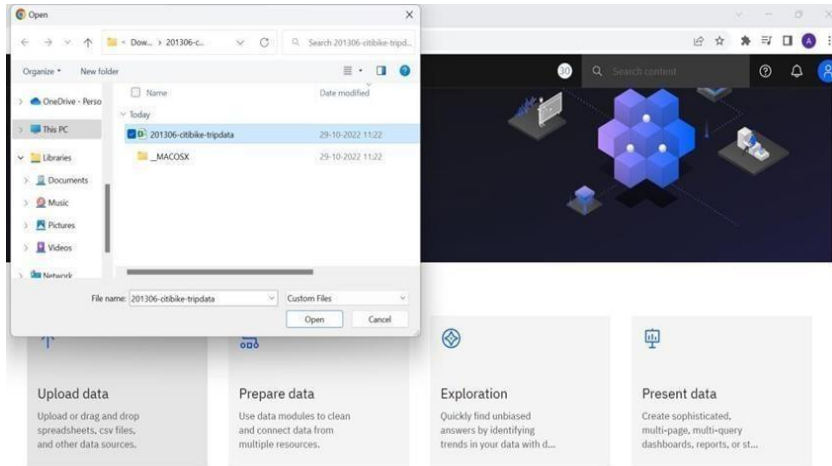 Open
Dow... > 201306-c...
Search 201306-citibike-tripd...
Organize
New folder
Name
Date modified
OneDrive - Perso
Today
This PC
201306-citibike-tripdata
29-10-2022 11:22
Libraries
_MACOSX
29-10-2022 11:22
Documents
Music
Pictures
Videos
Network
File name: 201306-citibike-tripdata
Custom Files
Open
Cancel
A
30
Search content
Upload data
Upload or drag and drop
spreadsheets, csv files,
and other data sources.
Prepare data
Use data modules to clean
and connect data from
multiple resources.
Exploration
Quickly find unbiased
answers by identifying
trends in your data with d...
Present data
Create sophisticated,
multi-page, multi-query
dashboards, reports, or st...